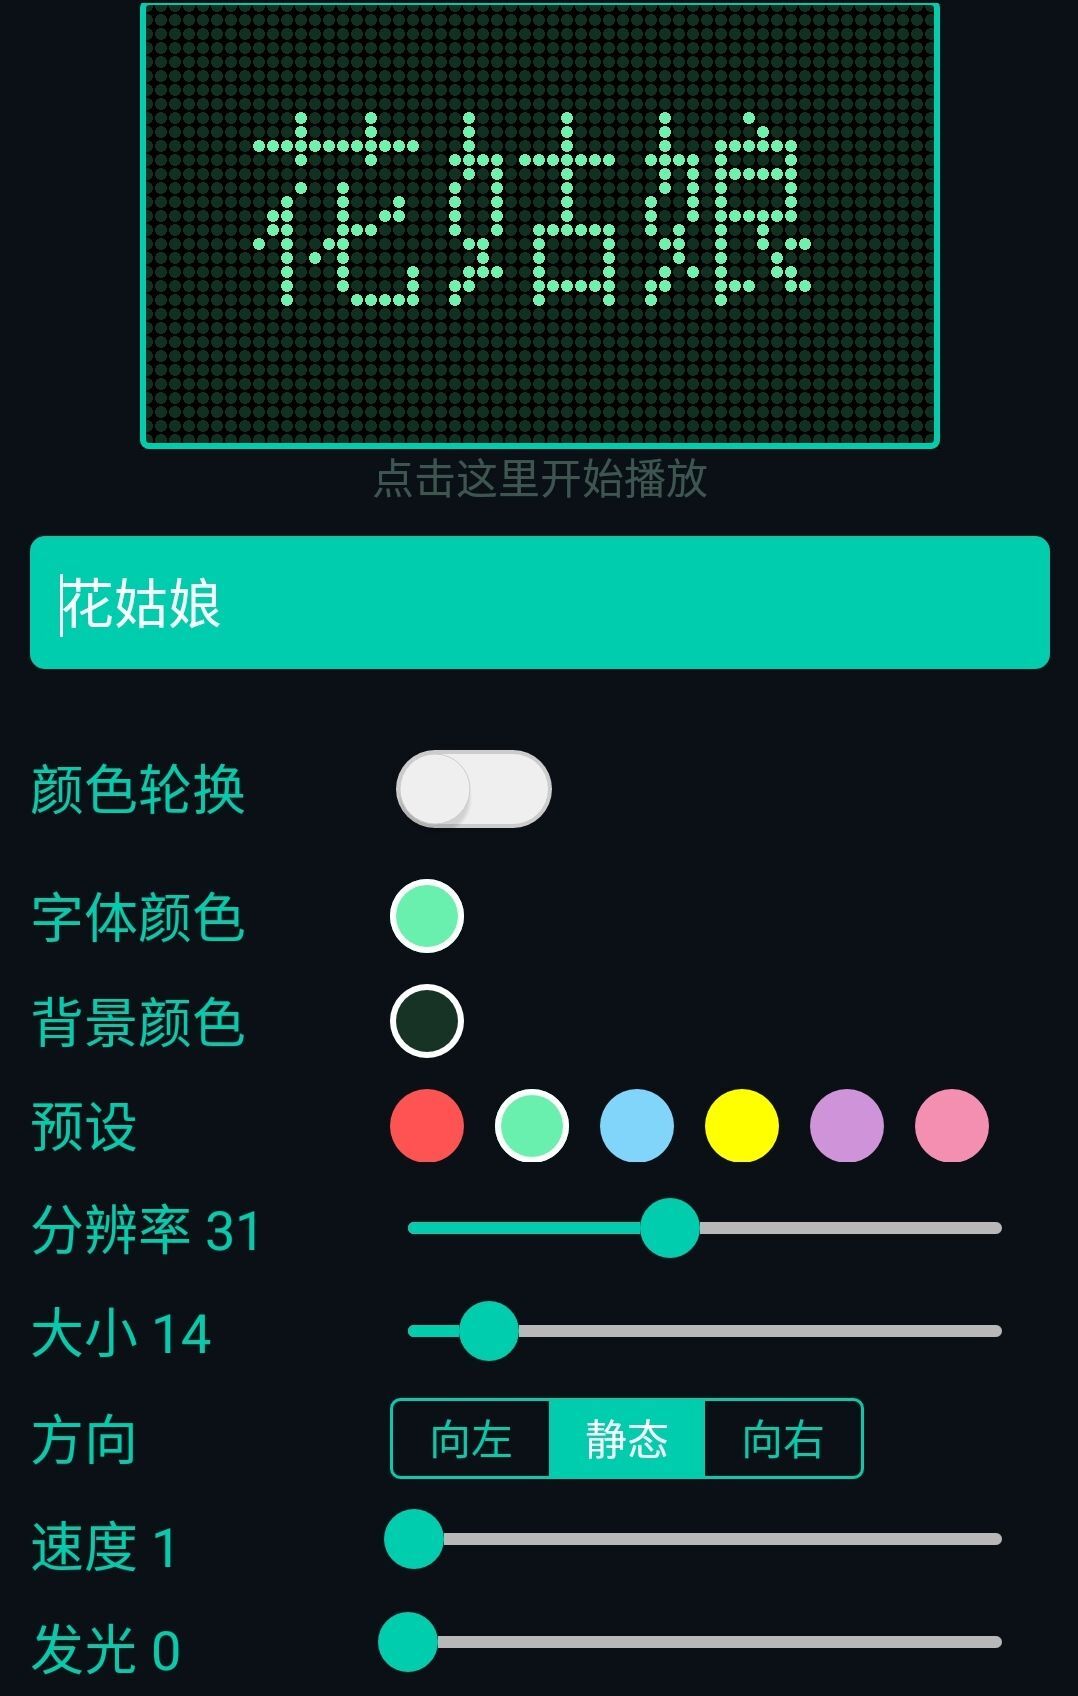 花姑娘
点击这里开始播放
花姑娘
颜色轮换
字体颜色
背景颜色
预设
分辨率 31
大小 14
方向 向左 静态 向右
速度 1
发光 0